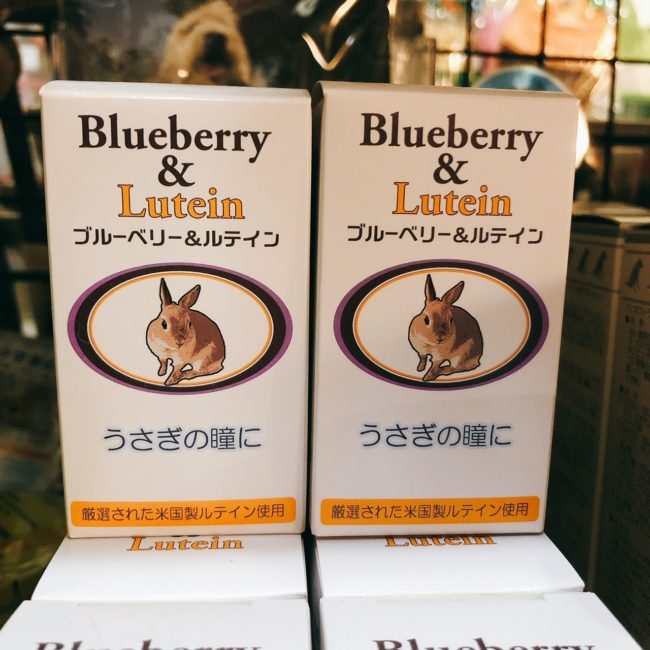 Blueberry
&
Lutein
ブルーベリー&ルテイン
うさぎの瞳に
厳選された米国製ルテイン使用
Blueberry
&
Lutein
ブルーベリー&ルテイン
うさぎの瞳に
厳選された米国製ルテイン使用
Lutein
Lutein
Blueberry
Blueberry